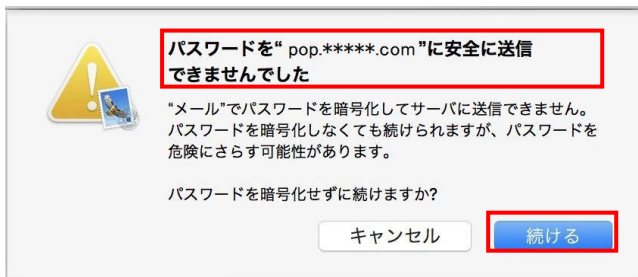 パスワードを“ pop.*****.com ”に安全に送信
できませんでした
“メール”でパスワードを暗号化してサーバに送信できません。
パスワードを暗号化しなくても続けられますが、パスワードを
危険にさらす可能性があります。
パスワードを暗号化せずに続けますか?
キャンセル
続ける